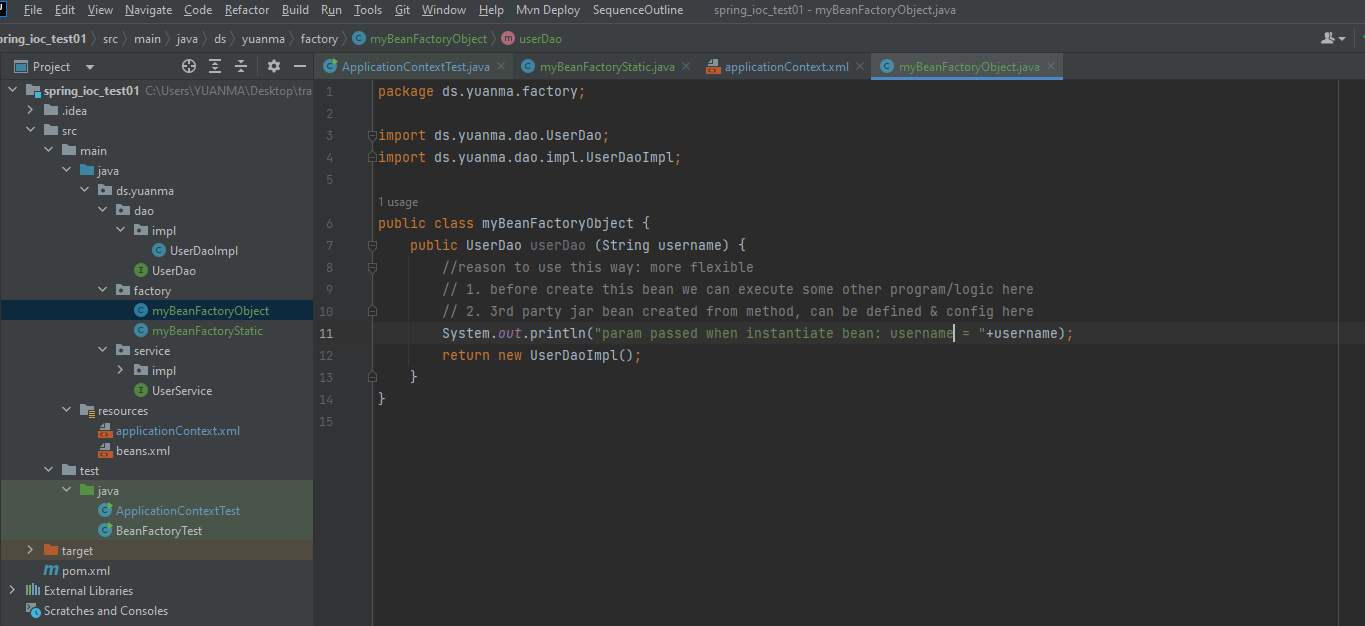 File Edit View Navigate Code Refactor Build Run Tools Git Window Help Mvn Deploy SequenceOutline spring_ioc_test01 - myBeanFactoryObject.java
pring_ioc_test01 src main java ds yuanma factory myBeanFactoryObject userDao
Project
ApplicationContextTest.java myBeanFactoryStatic.java applicationContext.xml myBeanFactoryObject.java
spring_ioc_test01 C:\Users\YUANMA\Desktop\tra
.idea
src
main
java
ds.yuanma
dao
impl
UserDaoImpl
UserDao
factory
myBeanFactoryObject
myBeanFactoryStatic
service
impl
UserService
resources
applicationContext.xml
beans.xml
test
java
ApplicationContextTest
BeanFactoryTest
target
pom.xml
External Libraries
Scratches and Consoles
1 package ds.yuanma.factory;
2
3 import ds.yuanma.dao.UserDao;
4 import ds.yuanma.dao.impl.UserDaoImpl;
5
1 usage
6 public class myBeanFactoryObject {
7 public UserDao userDao (String username) {
8 //reason to use this way: more flexible
9 // 1. before create this bean we can execute some other program/logic here
10 // 2. 3rd party jar bean created from method, can be defined & config here
11 System.out.println("param passed when instantiate bean: username = "+username);
12 return new UserDaoImpl();
13 }
14 }
15